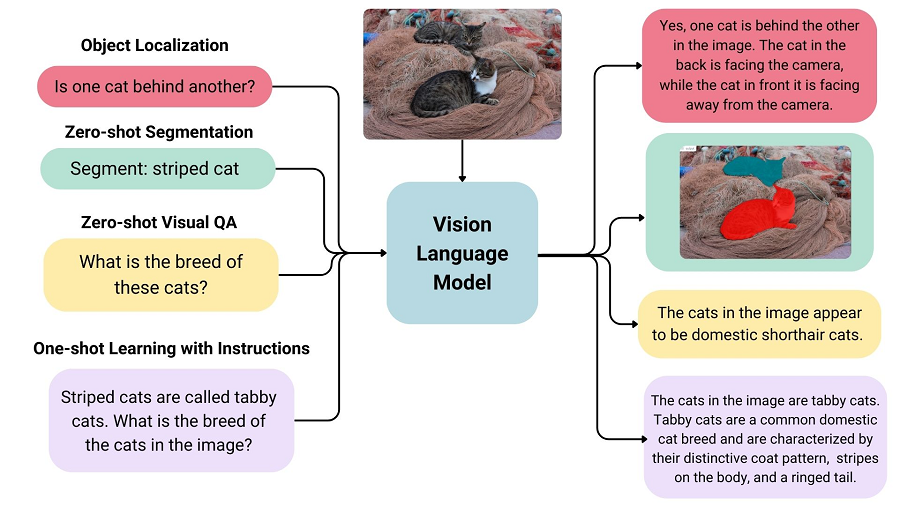 Object Localization
Is one cat behind another?
Zero-shot Segmentation
Segment: striped cat
Zero-shot Visual QA
What is the breed of
these cats?
One-shot Learning with Instructions
Striped cats are called tabby
cats. What is the breed of
the cats in the image?
Vision
Language
Model
Yes, one cat is behind the other
in the image. The cat in the
back is facing the camera,
while the cat in front it is facing
away from the camera.
The cats in the image appear
to be domestic shorthair cats.
The cats in the image are tabby cats.
Tabby cats are a common domestic
cat breed and are characterized by
their distinctive coat pattern, stripes
on the body, and a ringed tail.